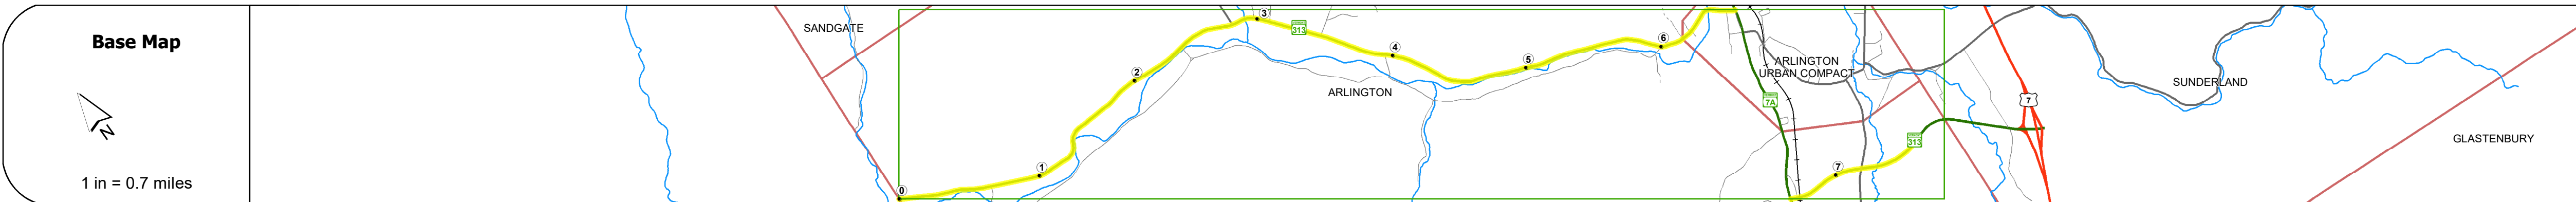 Base Map
N
1 in = 0.7 miles
SANDGATE
0
1
2
3
313
4
5
6
ARLINGTON
ARLINGTON
URBAN COMPACT
7A
7
313
7
SUNDERLAND
GLASTENBURY